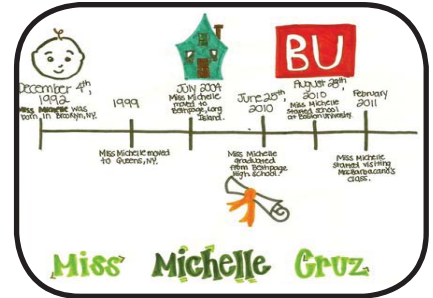 BU
December 4th,
1992
Miss Michelle was
born in Brooklyn, NY.
1999
Miss Michelle moved
to Queens, NY.
July 2004
Miss Michelle
moved to
Bethpage, Long
Island.
June 25th
2010
Miss Michelle
graduated
from Bethpage
High School!
August 28th,
2010
Miss Michelle
started school
at Boston University.
February
2011
Miss Michelle
started visiting
class.
Miss Michelle Cruz